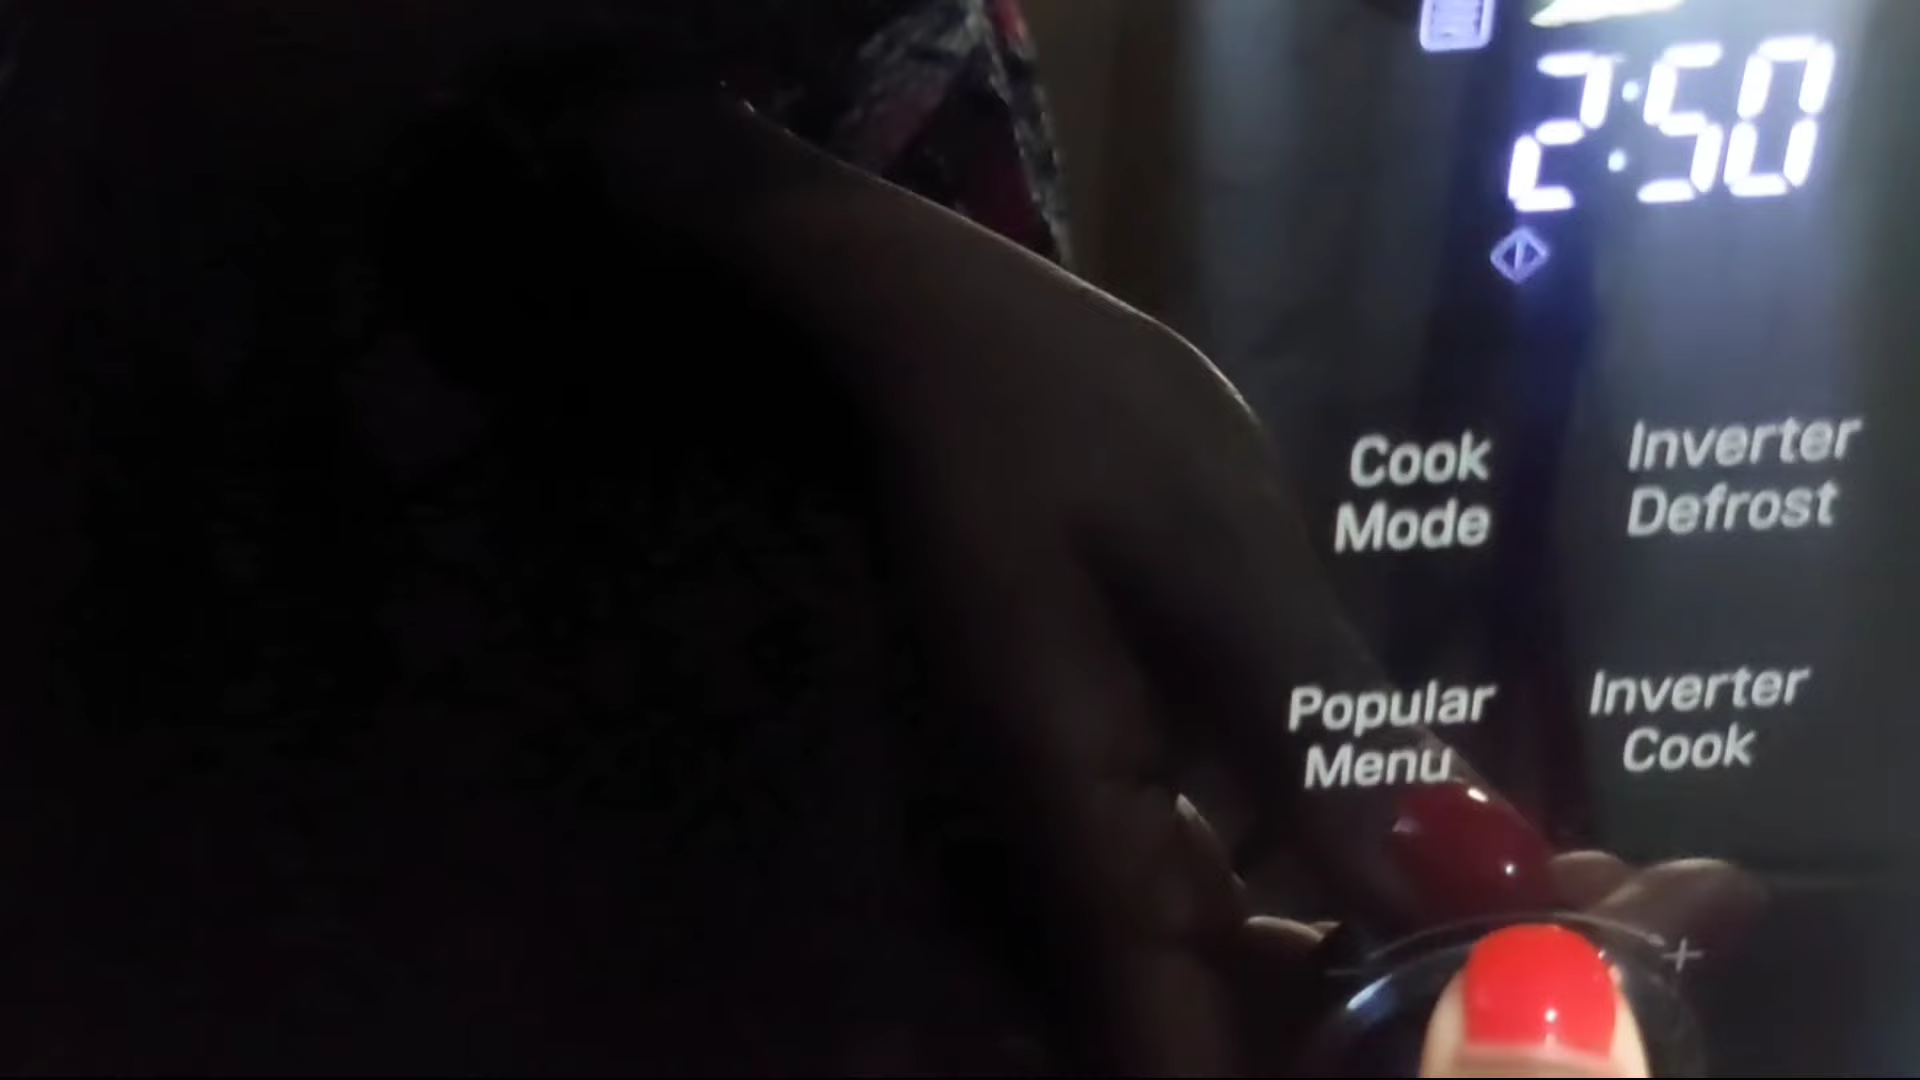 2:50
Cook
Mode
Inverter
Defrost
Popular
Menu
Inverter
Cook
- +